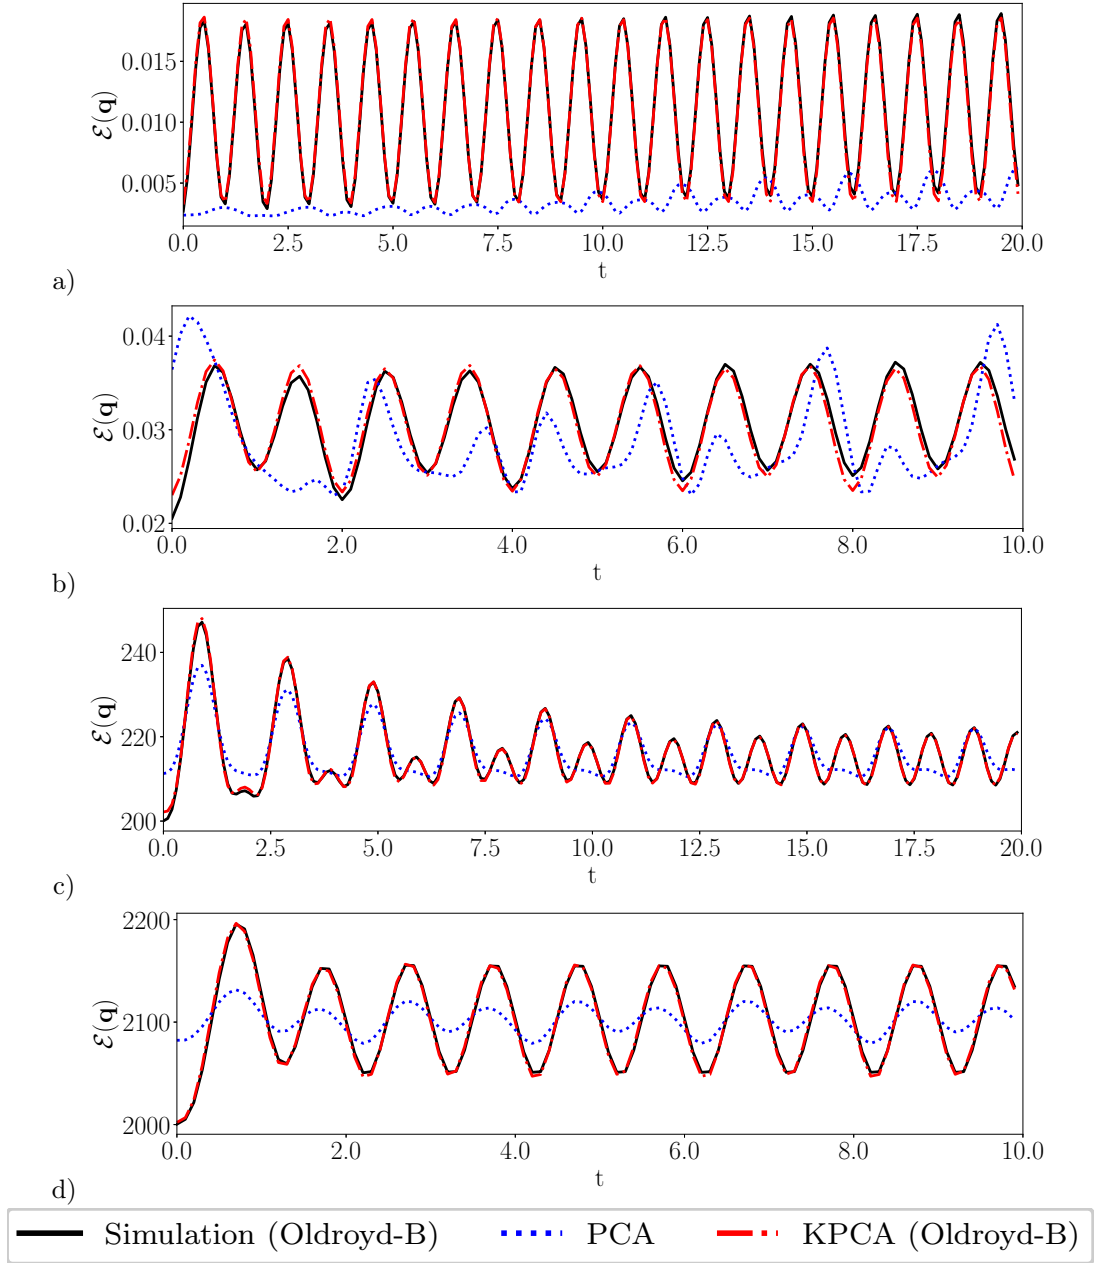 0.015
0.010
0.005
ℰ(𝐪)
0.0 2.5 5.0 7.5 10.0 12.5 15.0 17.5 20.0
t
a)
0.04
0.03
0.02
ℰ(𝐪)
0.0 2.0 4.0 6.0 8.0 10.0
t
b)
240
220
200
ℰ(𝐪)
0.0 2.5 5.0 7.5 10.0 12.5 15.0 17.5 20.0
t
c)
2200
2100
2000
ℰ(𝐪)
0.0 2.0 4.0 6.0 8.0 10.0
t
d)
Simulation (Oldroyd-B) PCA KPCA (Oldroyd-B)